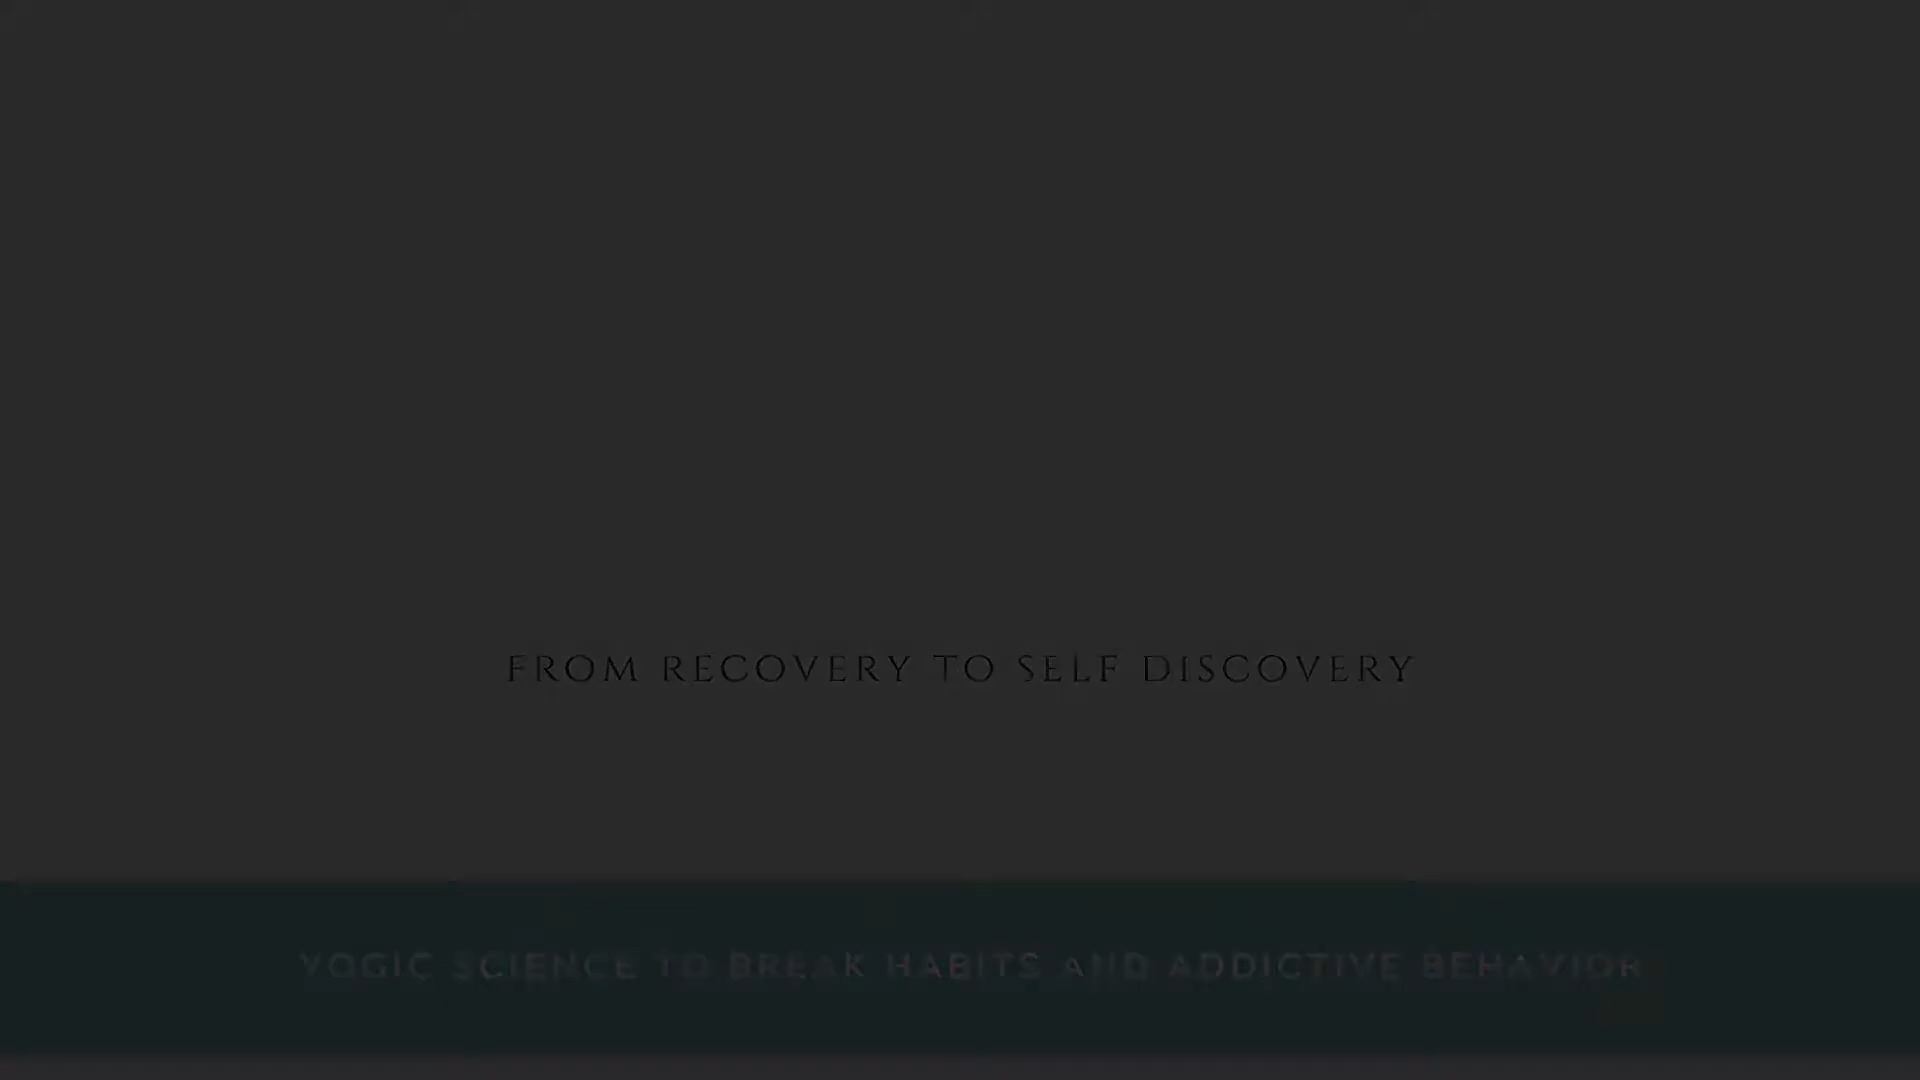 FROM RECOVERY TO SELF DISCOVERY
YOGIC SCIENCE TO BREAK HABITS AND ADDICTIVE BEHAVIOR